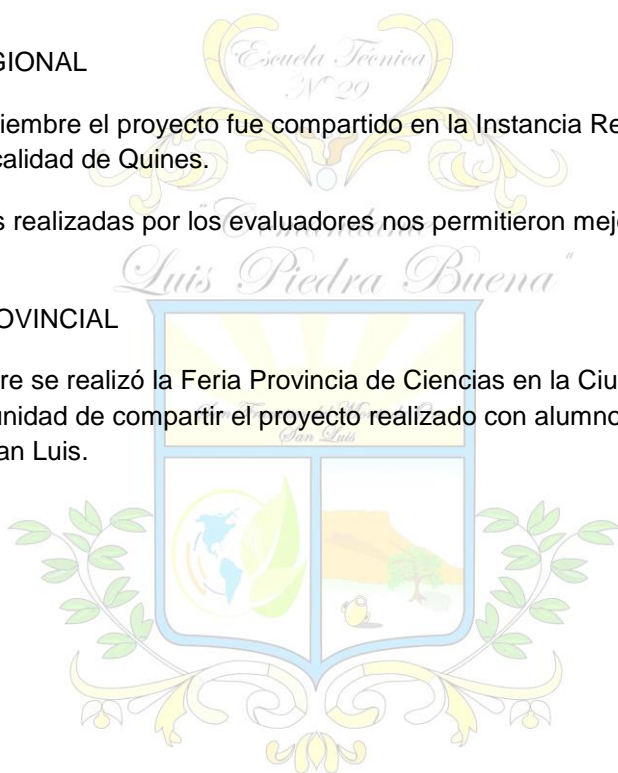 Escuela Técnica
N° 29
GIONAL
iembre el proyecto fue compartido en la Instancia Re
calidad de Quines.
s realizadas por los evaluadores nos permitieron mej
"Comandante
Luis Piedra Buena"
OVINCIAL
re se realizó la Feria Provincia de Ciencias en la Ciu
unidad de compartir el proyecto realizado con alumno
San Luis
an Luis.